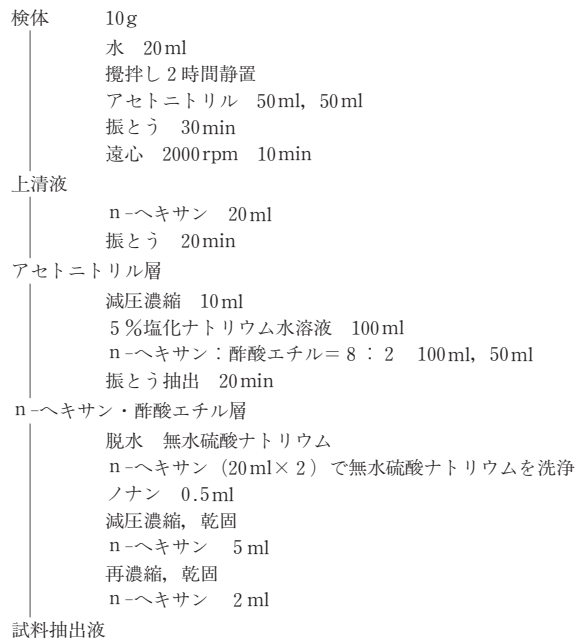 検体 10g
水 20ml
攪拌し2時間静置
アセトニトリル 50ml，50ml
振とう 30min
遠心 2000rpm 10min
上清液
n-ヘキサン 20ml
振とう 20min
アセトニトリル層
減圧濃縮 10ml
5％塩化ナトリウム水溶液 100ml
n-ヘキサン：酢酸エチル＝8：2 100ml，50ml
振とう抽出 20min
n-ヘキサン・酢酸エチル層
脱水 無水硫酸ナトリウム
n-ヘキサン（20ml×2）で無水硫酸ナトリウムを洗浄
ノナン 0.5ml
減圧濃縮，乾固
n-ヘキサン 5ml
再濃縮，乾固
n-ヘキサン 2ml
試料抽出液